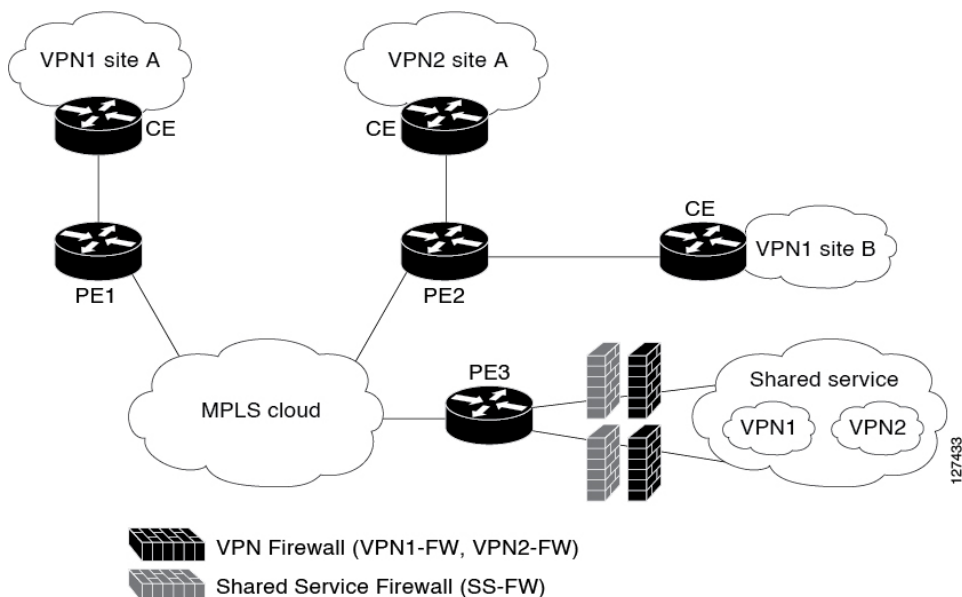 VPN1 site A
VPN2 site A
CE
CE
CE
VPN1 site B
PE1
PE2
PE3
MPLS cloud
Shared service
VPN1
VPN2
127433
VPN Firewall (VPN1-FW, VPN2-FW)
Shared Service Firewall (SS-FW)